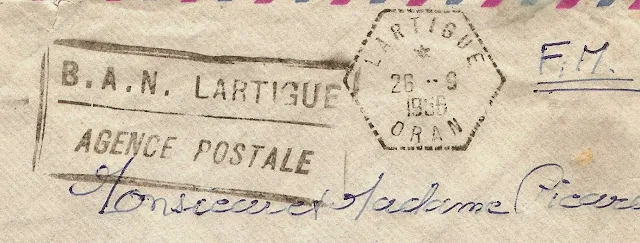 B.A.N. LARTIGUE
AGENCE POSTALE
LARTIGUE
26 - 9
1956
ORAN
F.M.
Monsieur et Madame